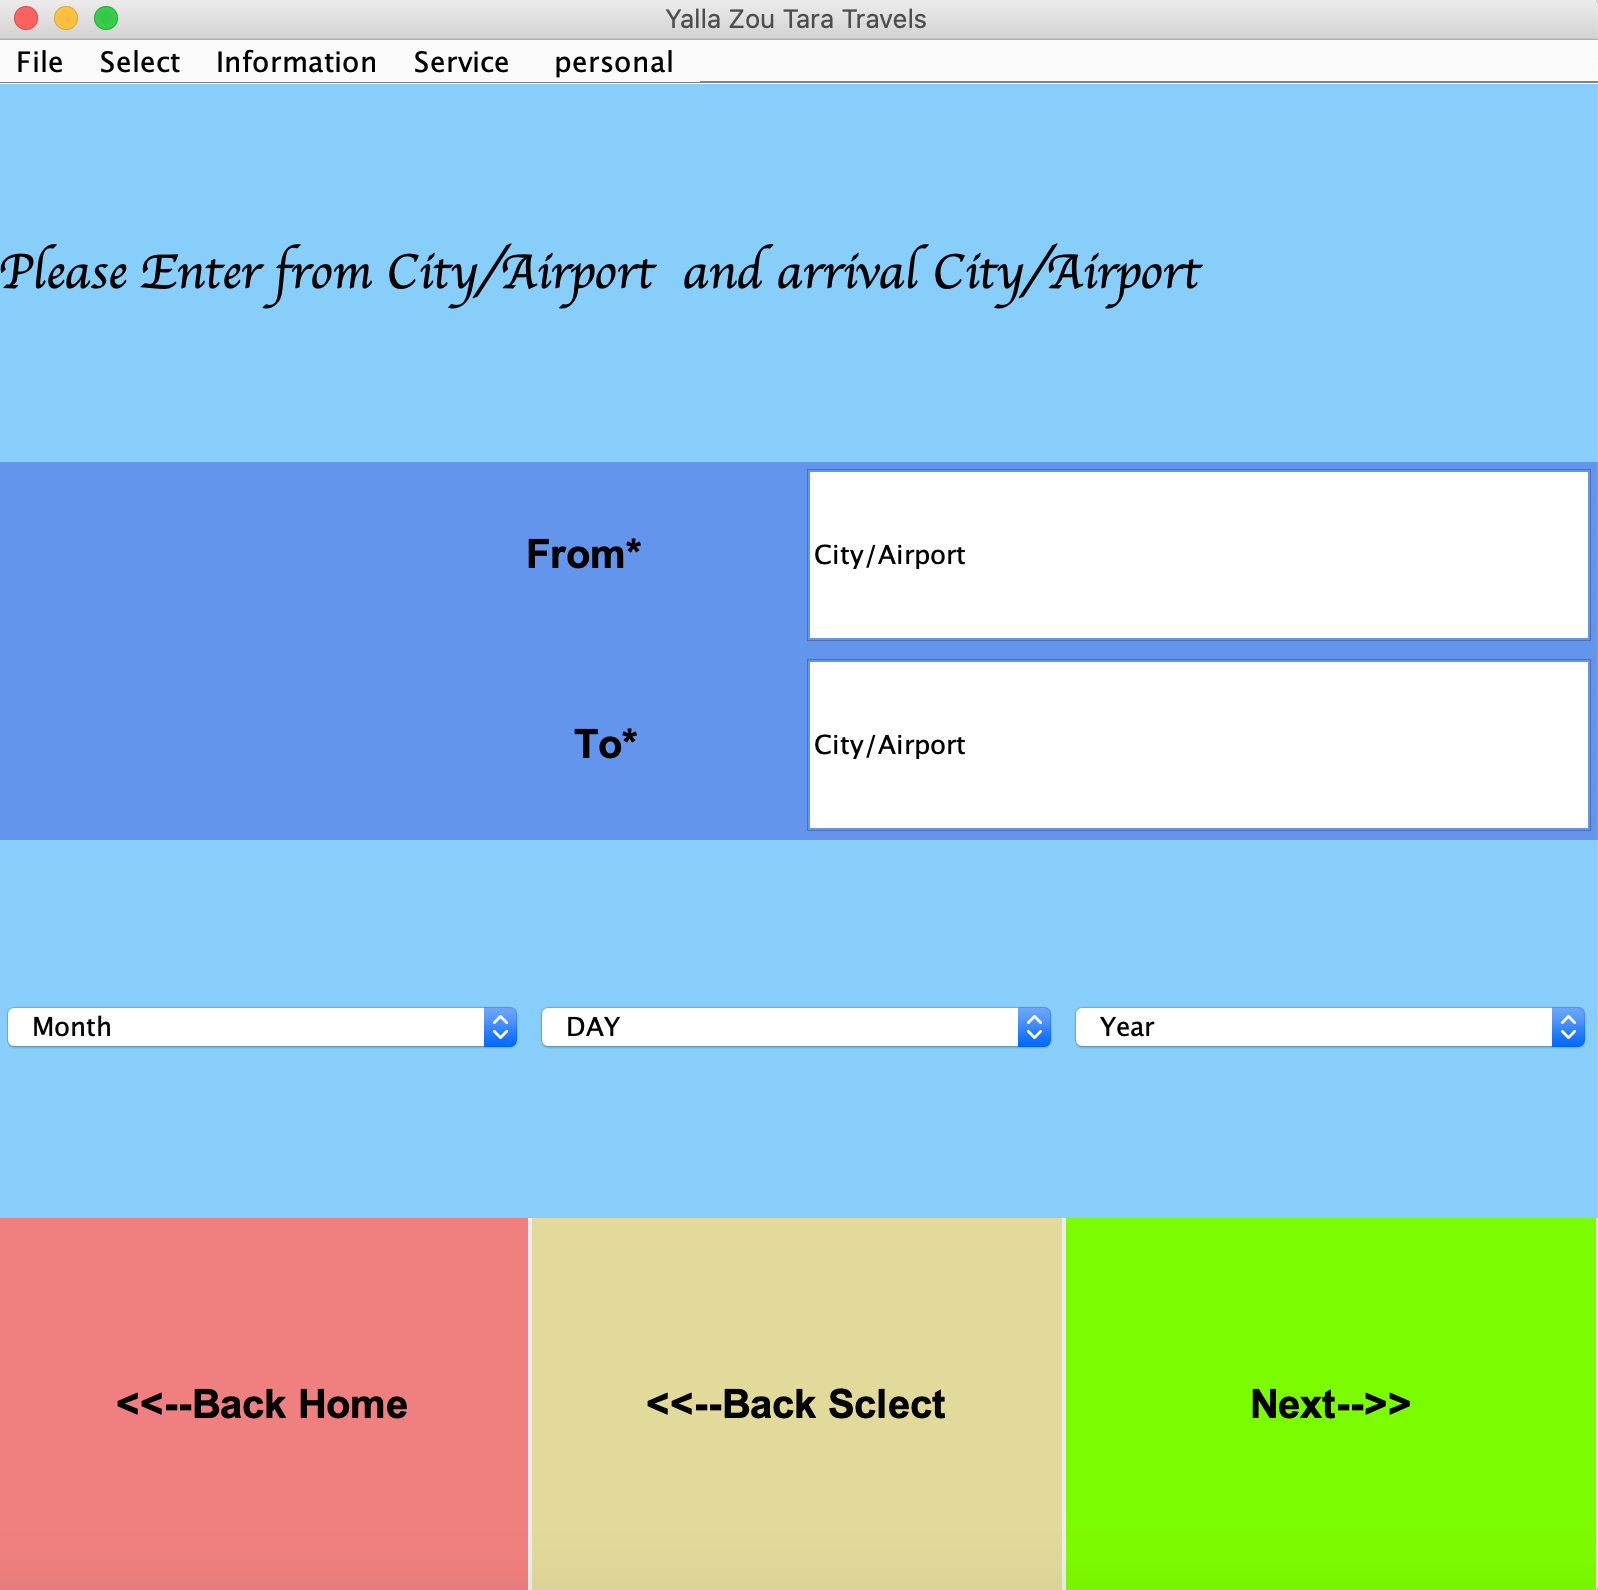 Yalla Zou Tara Travels
File Select Information Service personal
Please Enter from City/Airport and arrival City/Airport
From* City/Airport
To* City/Airport
Month DAY Year
<<--Back Home <<--Back Sclect Next-->>